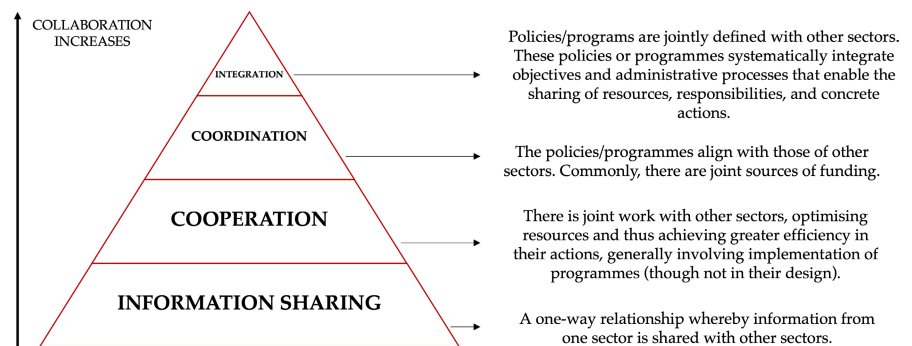 COLLABORATION
INCREASES
INTEGRATION
Policies/programs are jointly defined with other sectors.
These policies or programmes systematically integrate
objectives and administrative processes that enable the
sharing of resources, responsibilities, and concrete
actions.
COORDINATION
The policies/programmes align with those of other
sectors. Commonly, there are joint sources of funding.
COOPERATION
There is joint work with other sectors, optimising
resources and thus achieving greater efficiency in
their actions, generally involving implementation of
programmes (though not in their design).
INFORMATION SHARING
A one-way relationship whereby information from
one sector is shared with other sectors.